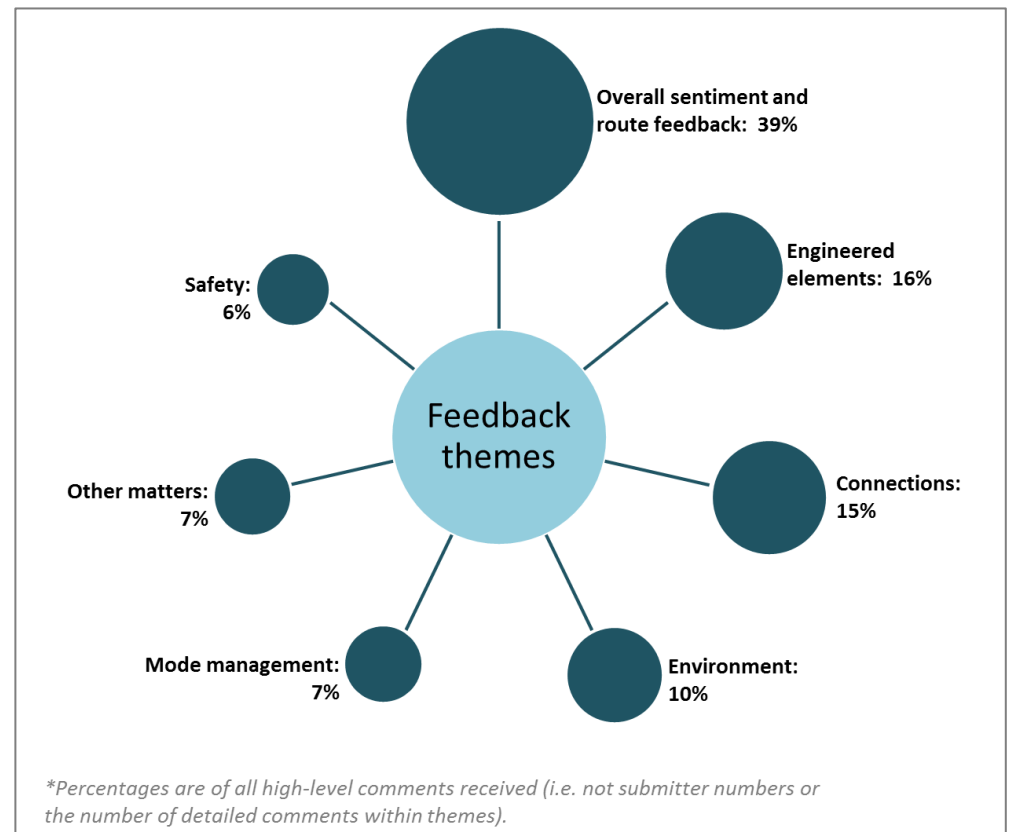 Overall sentiment and
route feedback:  39%
Engineered
elements:  16%
Connections:
15%
Environment:
10%
Mode management:
7%
Other matters:
7%
Safety:
6%
Feedback
themes
*Percentages are of all high-level comments received (i.e. not submitter numbers or
the number of detailed comments within themes).